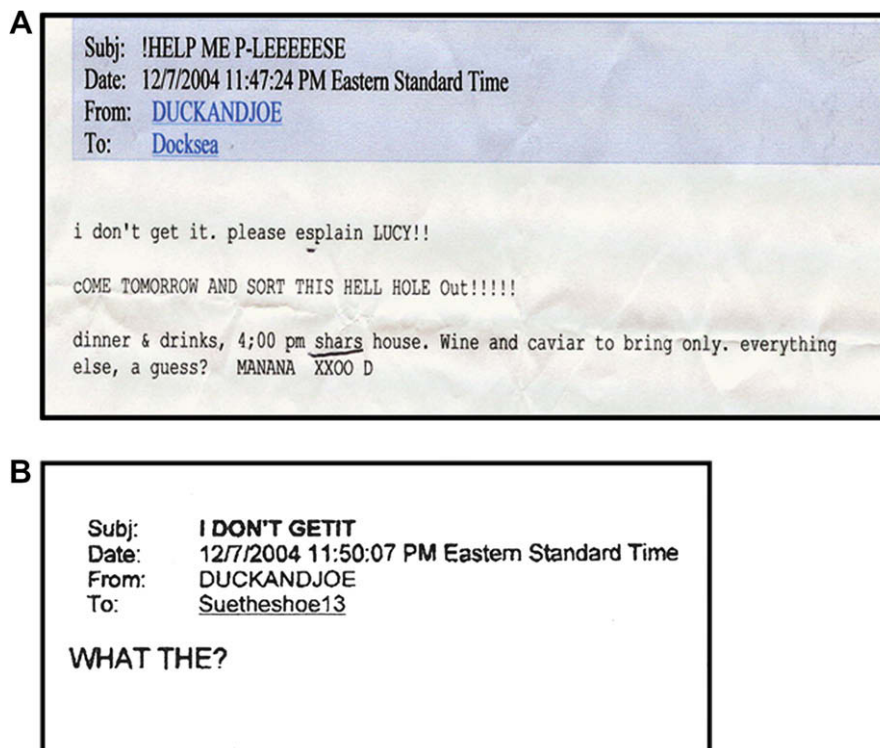 A
Subj: !HELP ME P-LEEEEESE
Date: 12/7/2004 11:47:24 PM Eastern Standard Time
From: DUCKANDJOE
To: Docksea
i don't get it. please esplain LUCY!!
cOME TOMORROW AND SORT THIS HELL HOLE Out!!!!!
dinner & drinks, 4;00 pm shars house. Wine and caviar to bring only. everything
else, a guess? MANANA XXOO D
B
Subj: I DON'T GETIT
Date: 12/7/2004 11:50:07 PM Eastern Standard Time
From: DUCKANDJOE
To: Suetheshoe13
WHAT THE?